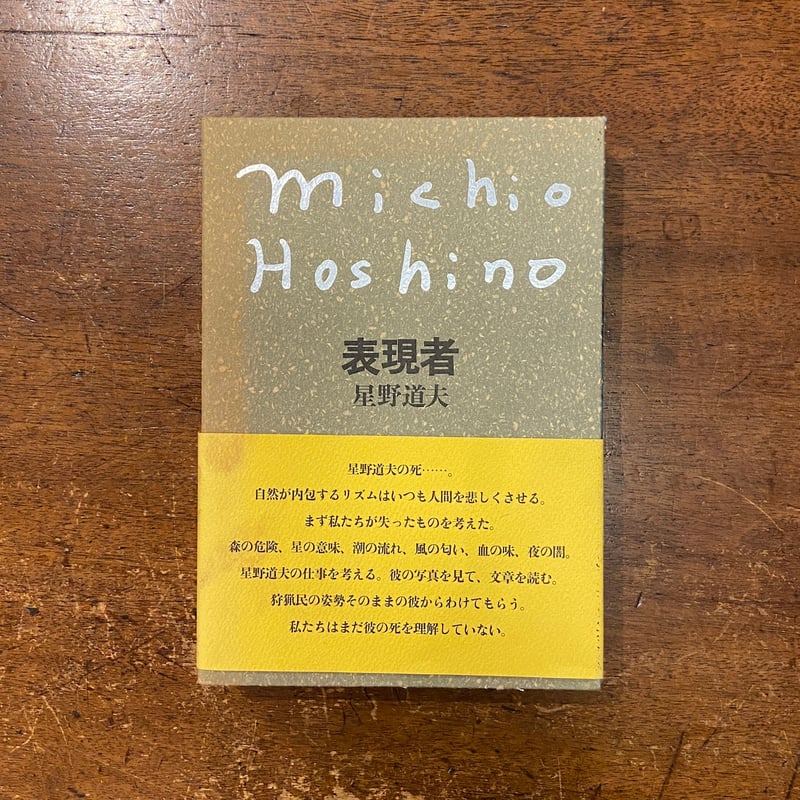 Michio
Hoshino
表現者
星野道夫
星野道夫の死……。
自然が内包するリズムはいつも人間を悲しくさせる。
まず私たちが失ったものを考えた。
森の危険、星の意味、潮の流れ、風の匂い、血の味、夜の闇。
星野道夫の仕事を考える。彼の写真を見て、文章を読む。
狩猟民の姿勢そのままの彼からわけてもらう。
私たちはまだ彼の死を理解していない。